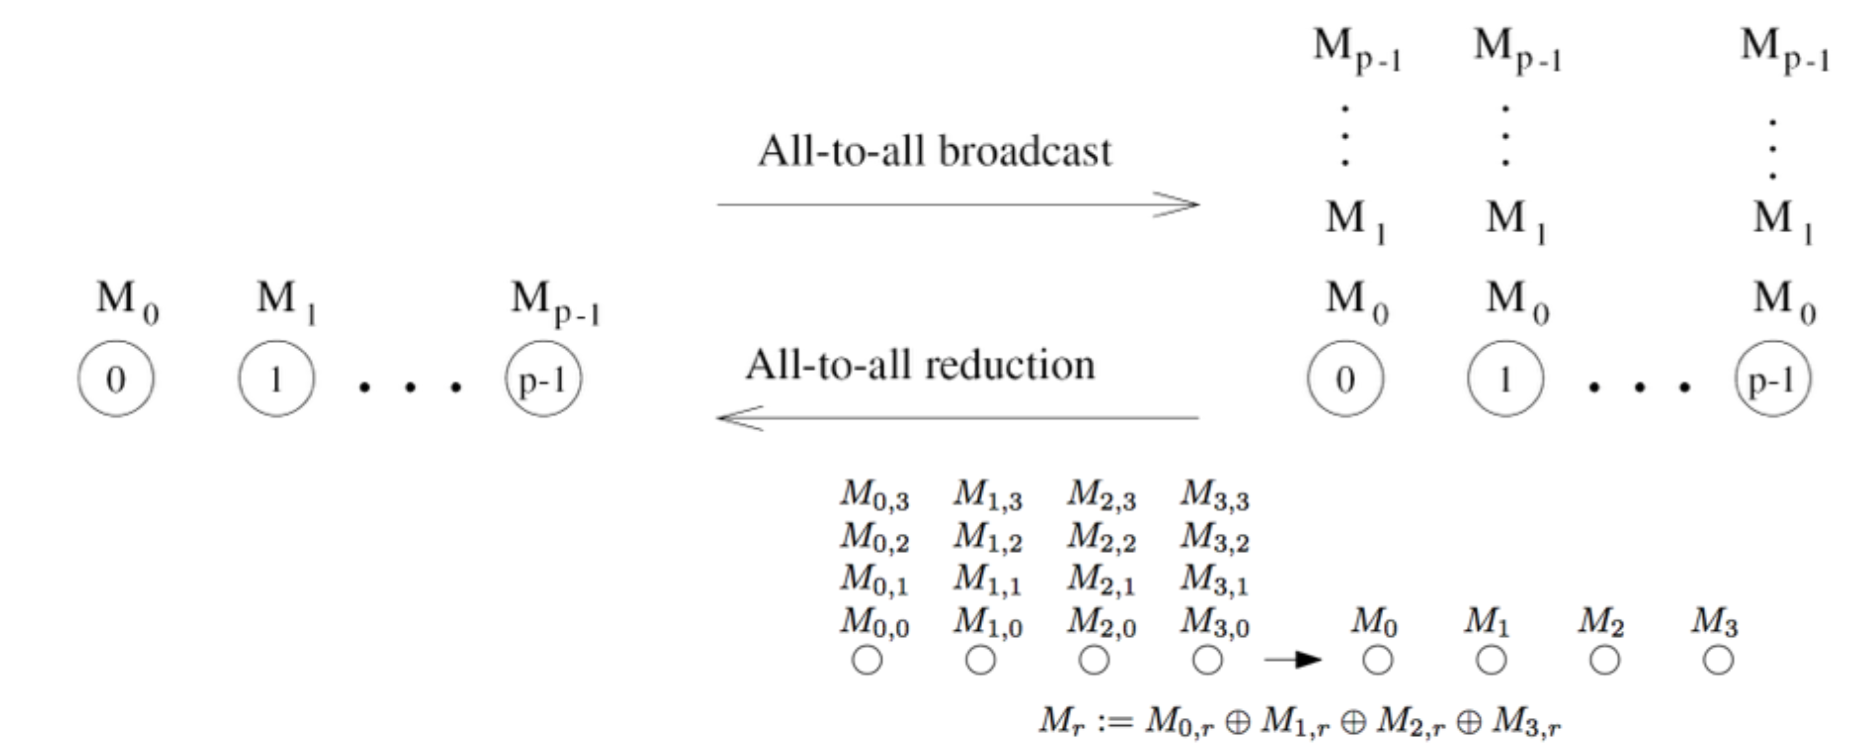 M_{p-1} M_{p-1} M_{p-1}
All-to-all broadcast
M_1 M_1 M_1
M_0 M_1 M_{p-1} M_0 M_0 M_0
All-to-all reduction
0 1 . . . p-1 0 1 . . . p-1
M_{0,3} M_{1,3} M_{2,3} M_{3,3}
M_{0,2} M_{1,2} M_{2,2} M_{3,2}
M_{0,1} M_{1,1} M_{2,1} M_{3,1}
M_{0,0} M_{1,0} M_{2,0} M_{3,0} M_0 M_1 M_2 M_3
M_r := M_{0,r} ⊕ M_{1,r} ⊕ M_{2,r} ⊕ M_{3,r}